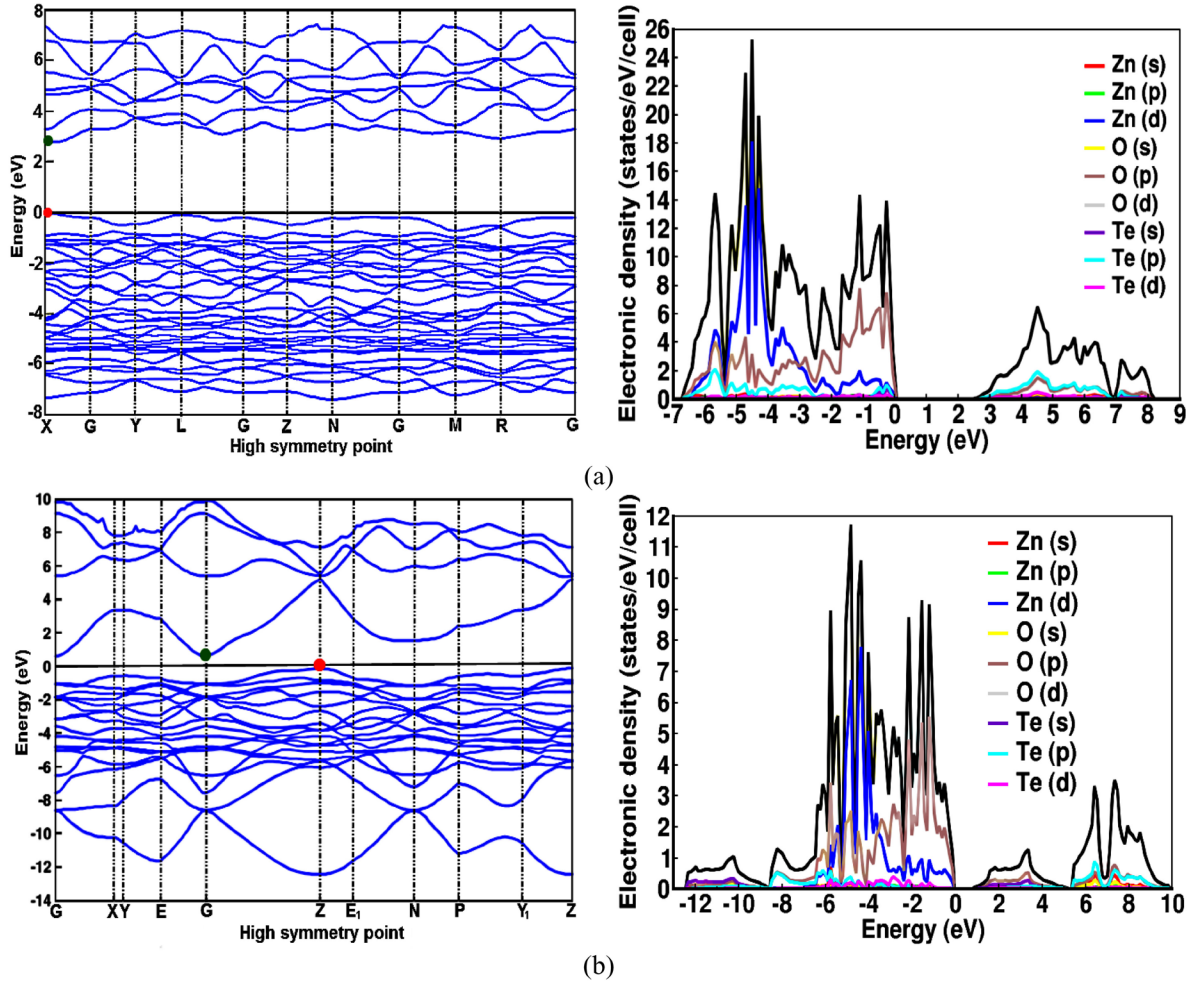 8
6
4
2
0
-2
-4
-6
-8
Energy (eV)
X G Y L G Z N G M R G
High symmetry point
26
24
22
20
18
16
14
12
10
8
6
4
2
0
Electronic density (states/eV/cell)
Zn (s)
Zn (p)
Zn (d)
O (s)
O (p)
O (d)
Te (s)
Te (p)
Te (d)
-7 -6 -5 -4 -3 -2 -1 0 1 2 3 4 5 6 7 8 9
Energy (eV)
(a)
10
8
6
4
2
0
-2
-4
-6
-8
-10
-12
-14
Energy (eV)
G X Y E G Z E1 N P Y1 Z
High symmetry point
12
11
10
9
8
7
6
5
4
3
2
1
0
Electronic density (states/eV/cell)
Zn (s)
Zn (p)
Zn (d)
O (s)
O (p)
O (d)
Te (s)
Te (p)
Te (d)
-12 -10 -8 -6 -4 -2 0 2 4 6 8 10
Energy (eV)
(b)